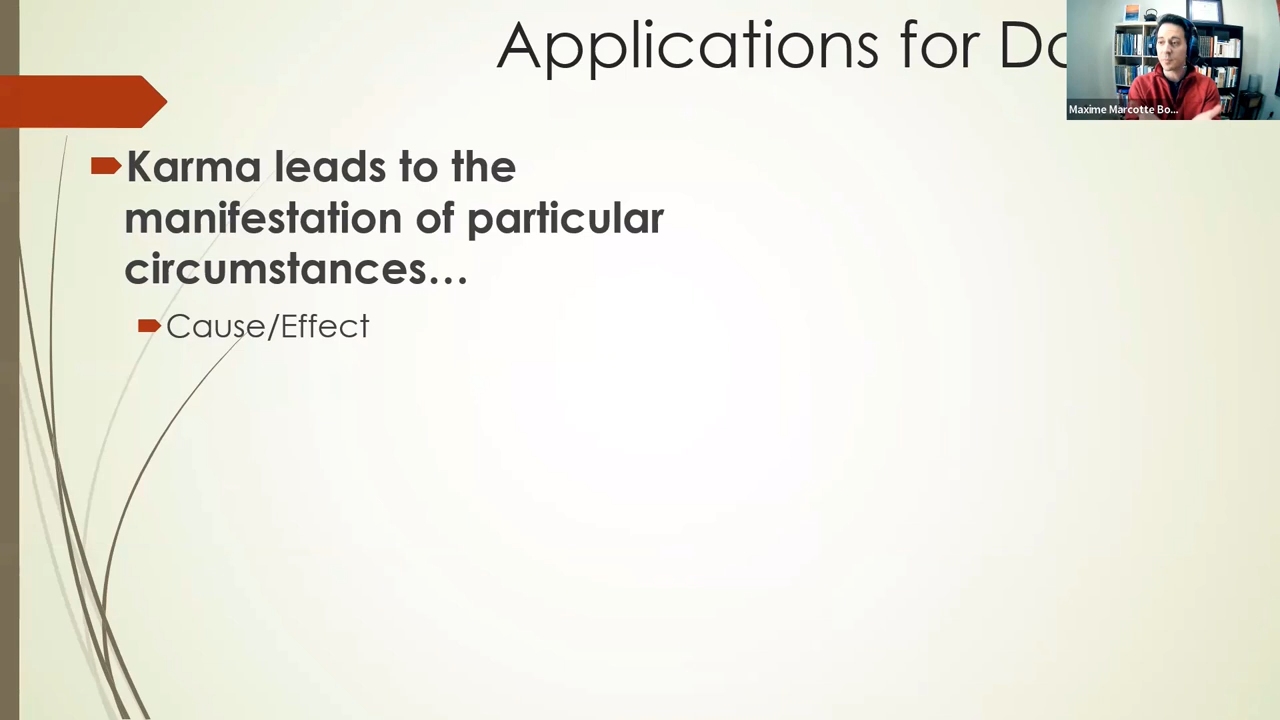 Applications for Da
Maxime Marcotte Bo...
Karma leads to the
manifestation of particular
circumstances…
Cause/Effect